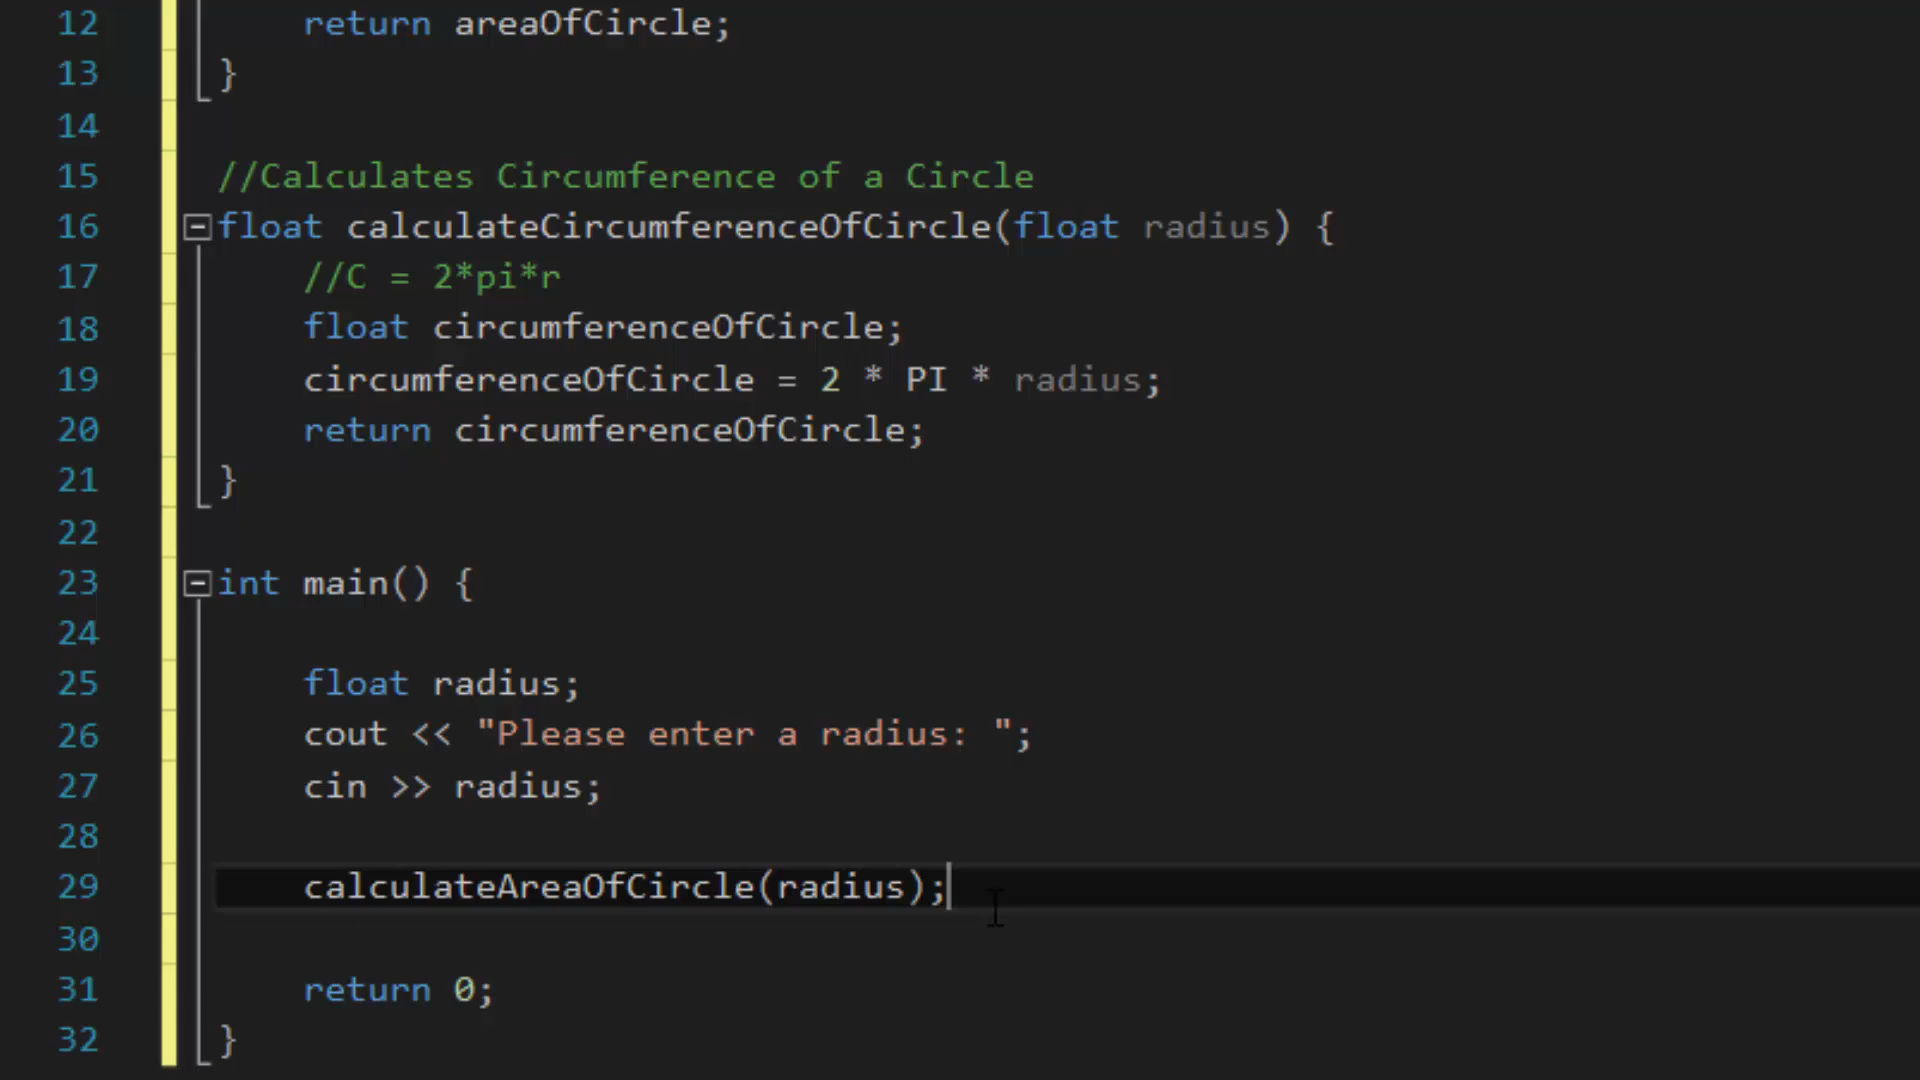 12 return areaOfCircle;
13 }
14
15 //Calculates Circumference of a Circle
16 float calculateCircumferenceOfCircle(float radius) {
17 //C = 2*pi*r
18 float circumferenceOfCircle;
19 circumferenceOfCircle = 2 * PI * radius;
20 return circumferenceOfCircle;
21 }
22
23 int main() {
24
25 float radius;
26 cout << "Please enter a radius: ";
27 cin >> radius;
28
29 calculateAreaOfCircle(radius);
30
31 return 0;
32 }